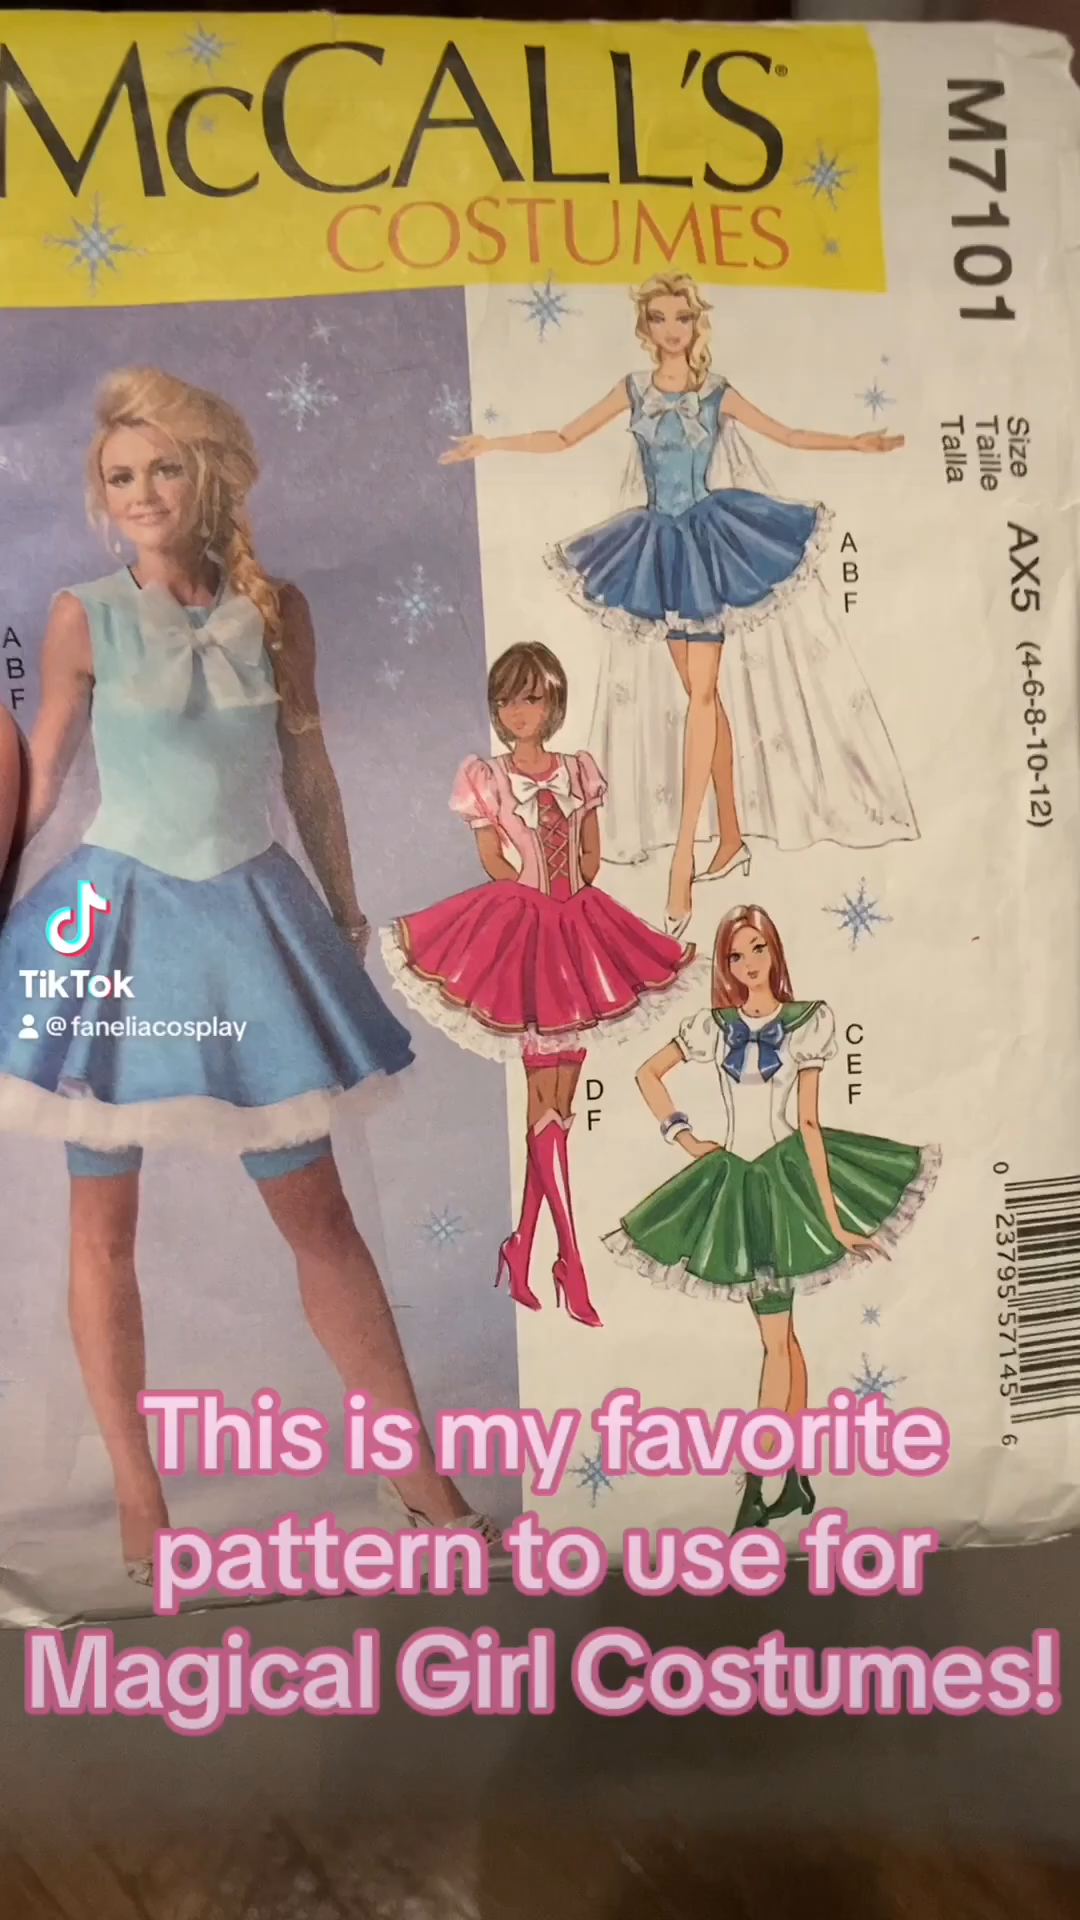 McCALL'S®
COSTUMES
M7101
Size
Taille
Talla
AX5 (4-6-8-10-12)
A
B
F
A
B
F
D
F
C
E
F
TikTok
@faneliacosplay
0 23795 57145 6
This is my favorite
pattern to use for
Magical Girl Costumes!